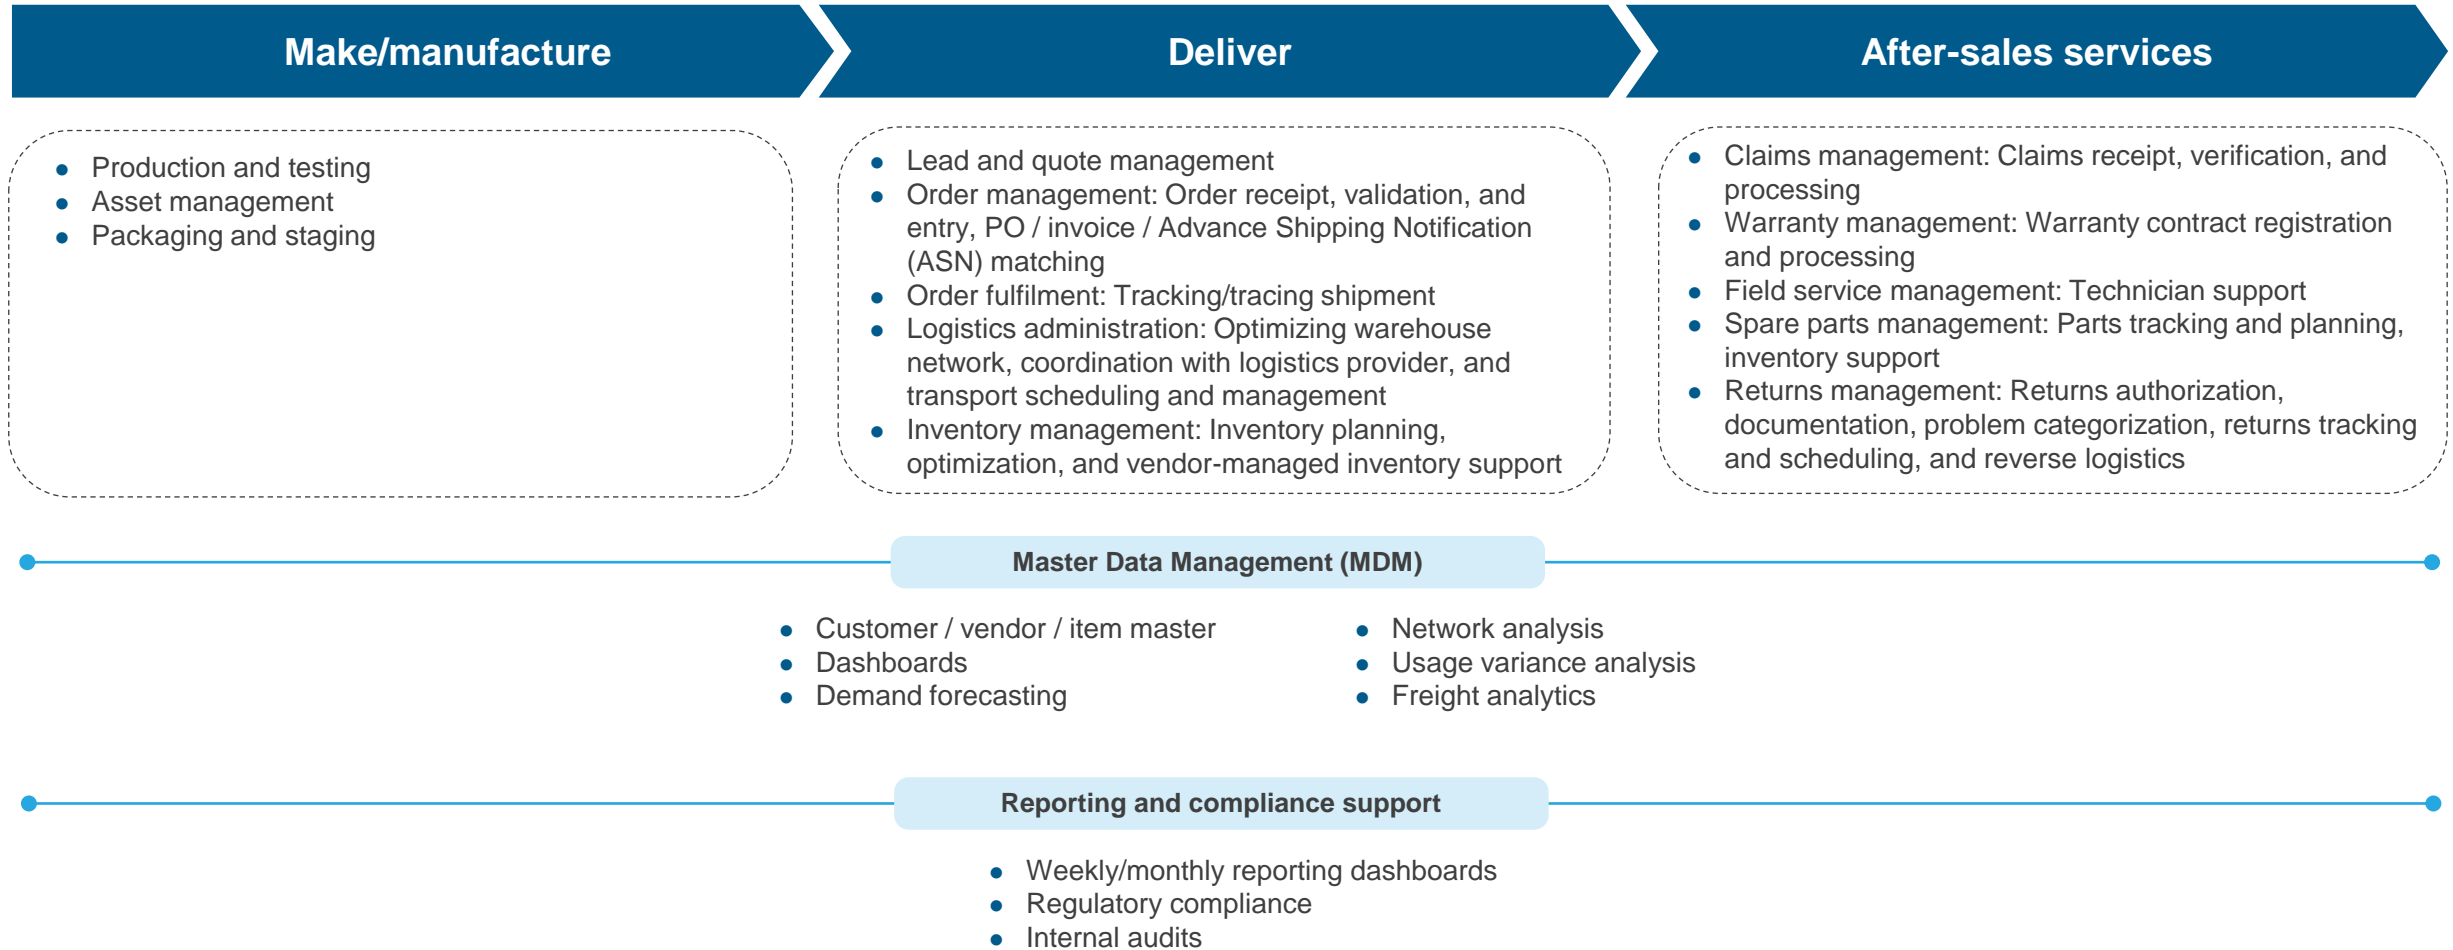 Make/manufacture
Deliver
After-sales services
● Production and testing
● Asset management
● Packaging and staging
● Lead and quote management
● Order management: Order receipt, validation, and
entry, PO / invoice / Advance Shipping Notification
(ASN) matching
● Order fulfilment: Tracking/tracing shipment
● Logistics administration: Optimizing warehouse
network, coordination with logistics provider, and
transport scheduling and management
● Inventory management: Inventory planning,
optimization, and vendor-managed inventory support
● Claims management: Claims receipt, verification, and
processing
● Warranty management: Warranty contract registration
and processing
● Field service management: Technician support
● Spare parts management: Parts tracking and planning,
inventory support
● Returns management: Returns authorization,
documentation, problem categorization, returns tracking
and scheduling, and reverse logistics
Master Data Management (MDM)
● Customer / vendor / item master
● Dashboards
● Demand forecasting
● Network analysis
● Usage variance analysis
● Freight analytics
Reporting and compliance support
● Weekly/monthly reporting dashboards
● Regulatory compliance
● Internal audits